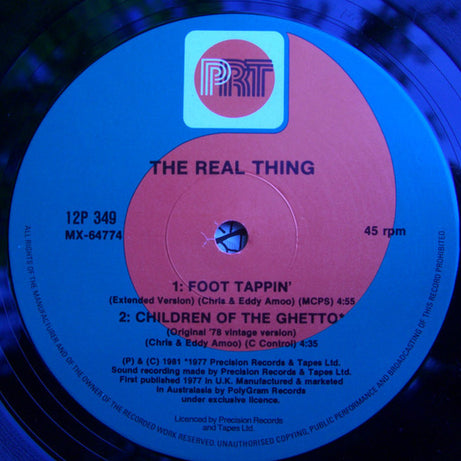 PRT
THE REAL THING
12P 349
MX-64774
45 rpm
1: FOOT TAPPIN'
(Extended Version) (Chris & Eddy Amoo) (MCPS) 4:55
2: CHILDREN OF THE GHETTO*
(Original '78 vintage version)
(Chris & Eddy Amoo) (C Control) 4:35
(P) & (C) 1981 *1977 Precision Records & Tapes Ltd.
Sound recording made by Precision Records & Tapes Ltd.
First published 1977 in U.K. Manufactured & marketed
in Australasia by PolyGram Records
under exclusive licence.
Licenced by Precision Records
and Tapes Ltd.
ALL RIGHTS OF THE MANUFACTURER AND OF THE OWNER OF THE RECORDED WORK RESERVED. UNAUTHORISED COPYING, PUBLIC PERFORMANCE AND BROADCASTING OF THIS RECORD PROHIBITED.